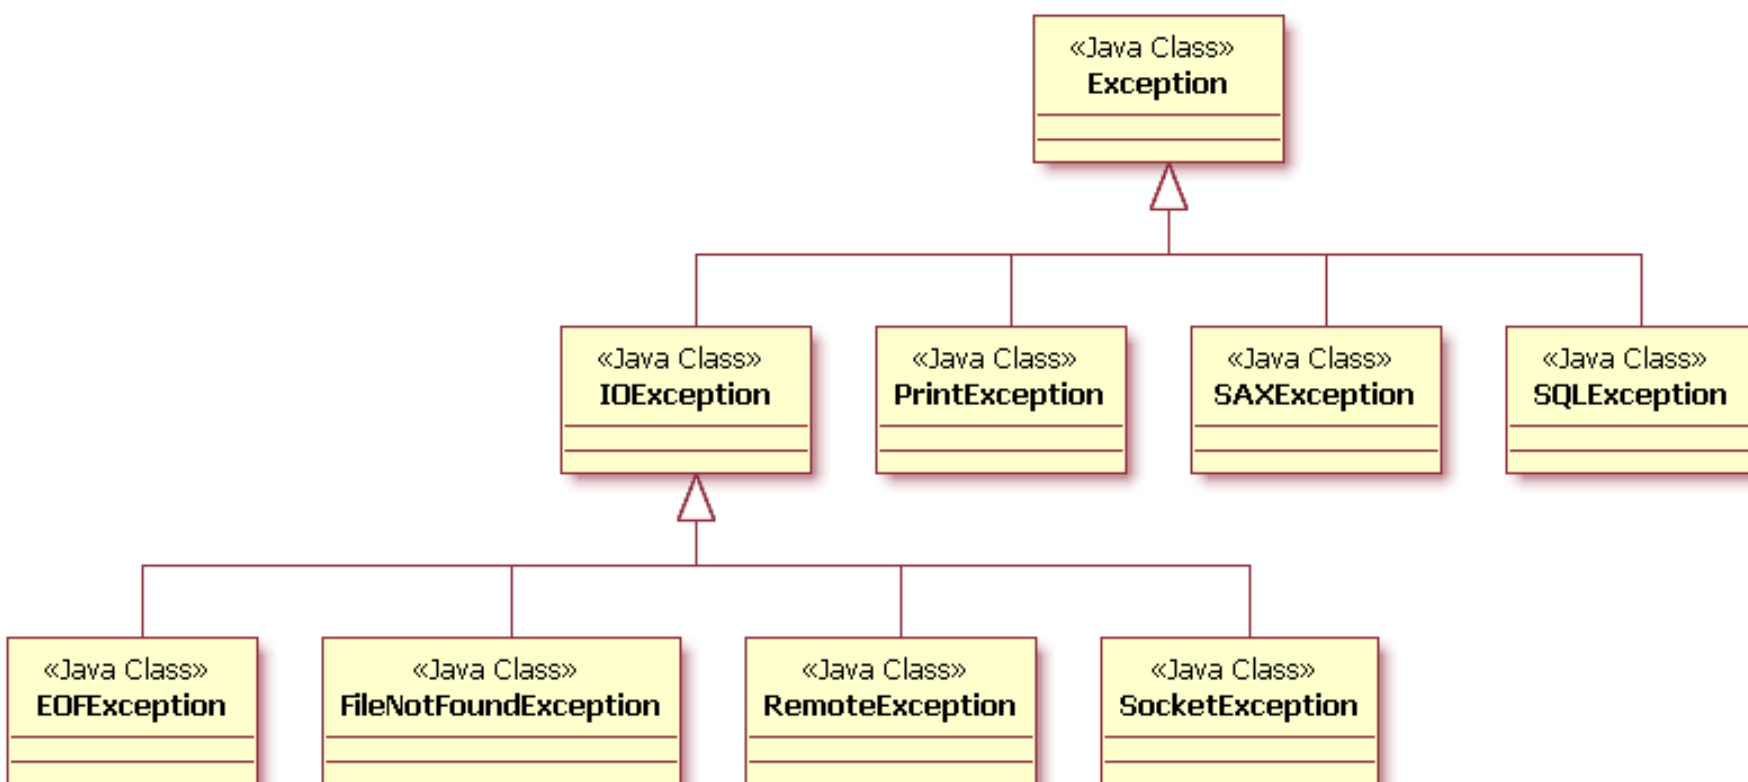 «Java Class»
Exception
«Java Class»
IOException
«Java Class»
PrintException
«Java Class»
SAXException
«Java Class»
SQLException
«Java Class»
EOFException
«Java Class»
FileNotFoundException
«Java Class»
RemoteException
«Java Class»
SocketException